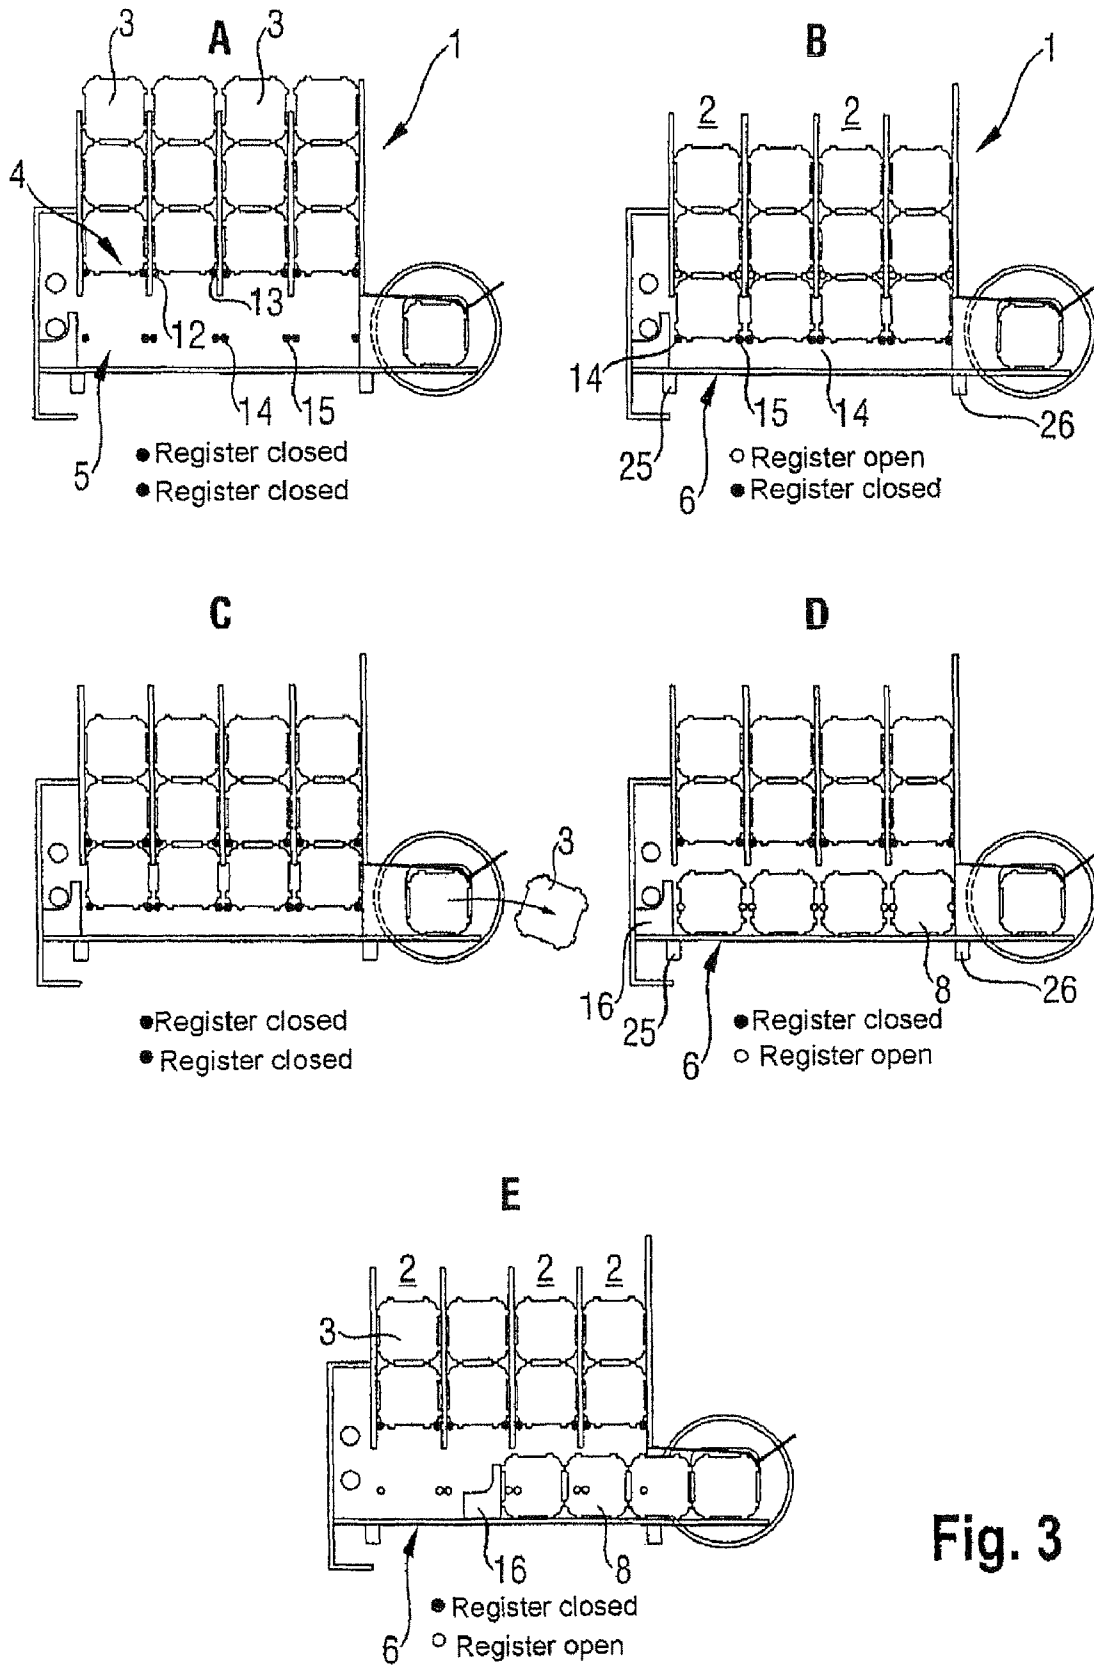 A
3
3
1
4
5
12
13
14
15
● Register closed
● Register closed
B
1
2
2
14
25
6
15
14
26
○ Register open
● Register closed
C
3
● Register closed
● Register closed
D
16
25
6
8
26
● Register closed
○ Register open
E
2
2
2
3
6
16
8
● Register closed
○ Register open
Fig. 3